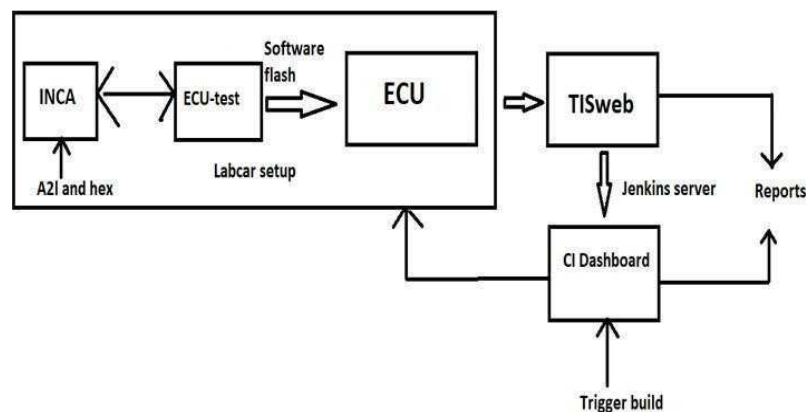 Software
flash
INCA
ECU-test
ECU
TISweb
Labcar setup
A2l and hex
Jenkins server
Reports
CI Dashboard
Trigger build